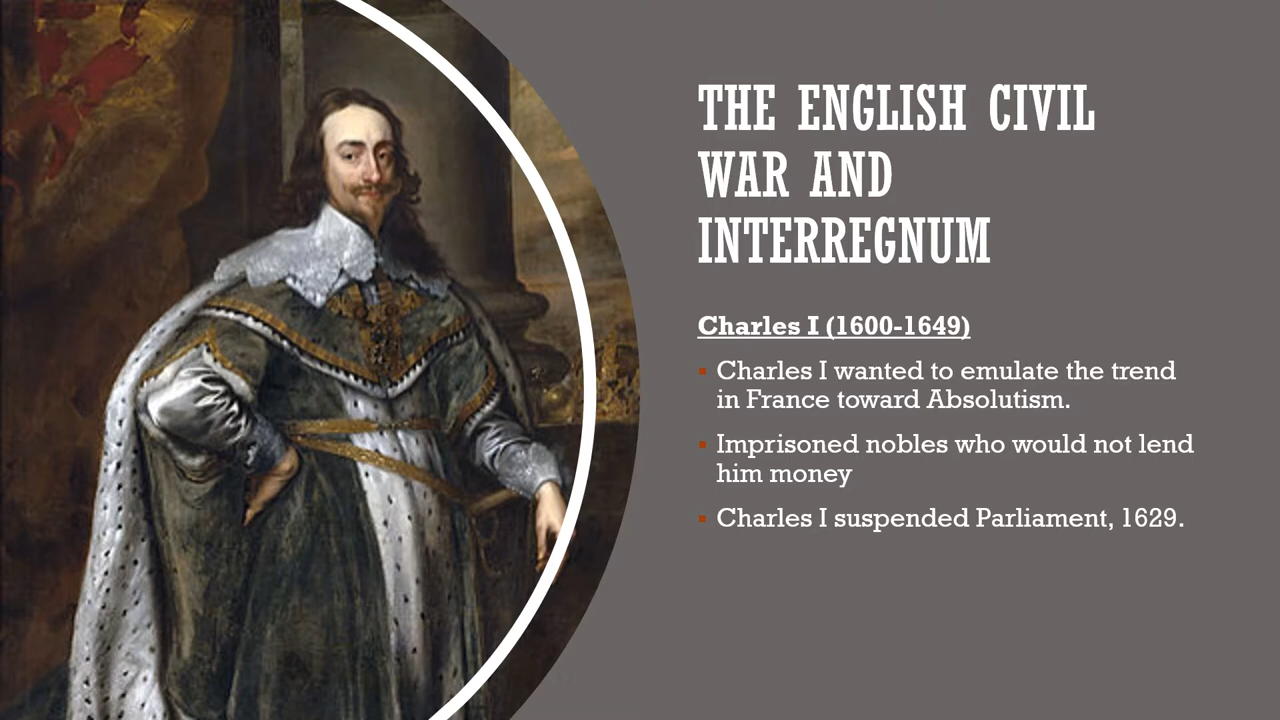 THE ENGLISH CIVIL
WAR AND
INTERREGNUM
Charles I (1600-1649)
▪ Charles I wanted to emulate the trend
in France toward Absolutism.
▪ Imprisoned nobles who would not lend
him money
▪ Charles I suspended Parliament, 1629.